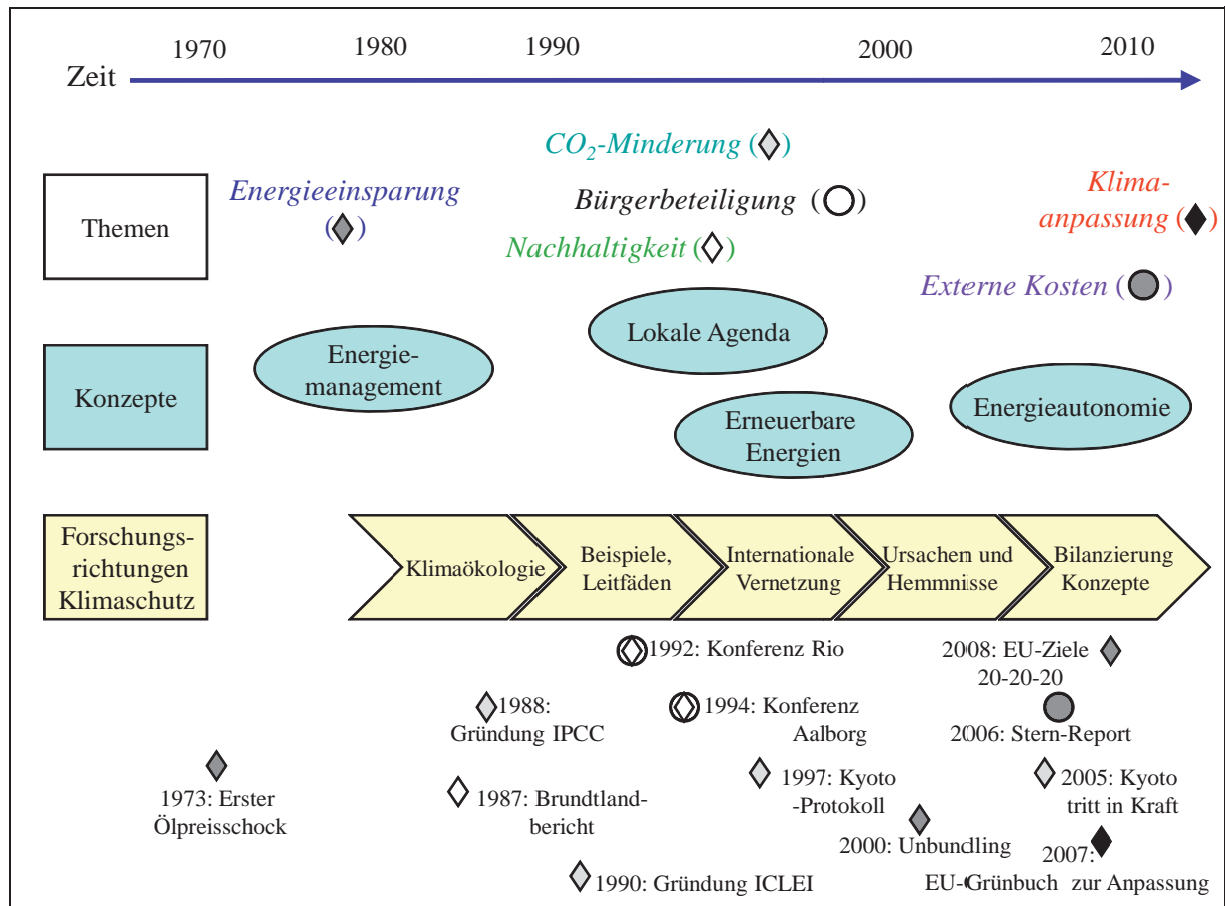 1970 1980 1990 2000 2010
Zeit
CO₂-Minderung ( )
Energieeinsparung
( )
Bürgerbeteiligung ( )
Klima-
anpassung ( )
Themen
Nachhaltigkeit ( )
Externe Kosten ( )
Konzepte
Energie-
management
Lokale Agenda
Erneuerbare
Energien
Energieautonomie
Forschungs-
richtungen
Klimaschutz
Klimaökologie
Beispiele,
Leitfäden
Internationale
Vernetzung
Ursachen und
Hemmnisse
Bilanzierung
Konzepte
1992: Konferenz Rio
2008: EU-Ziele
20-20-20
1988:
Gründung IPCC
1994: Konferenz
Aalborg
2006: Stern-Report
1973: Erster
Ölpreisschock
1987: Brundtland-
bericht
1997: Kyoto
-Protokoll
2005: Kyoto
tritt in Kraft
2000: Unbundling
2007:
EU-Grünbuch zur Anpassung
1990: Gründung ICLEI